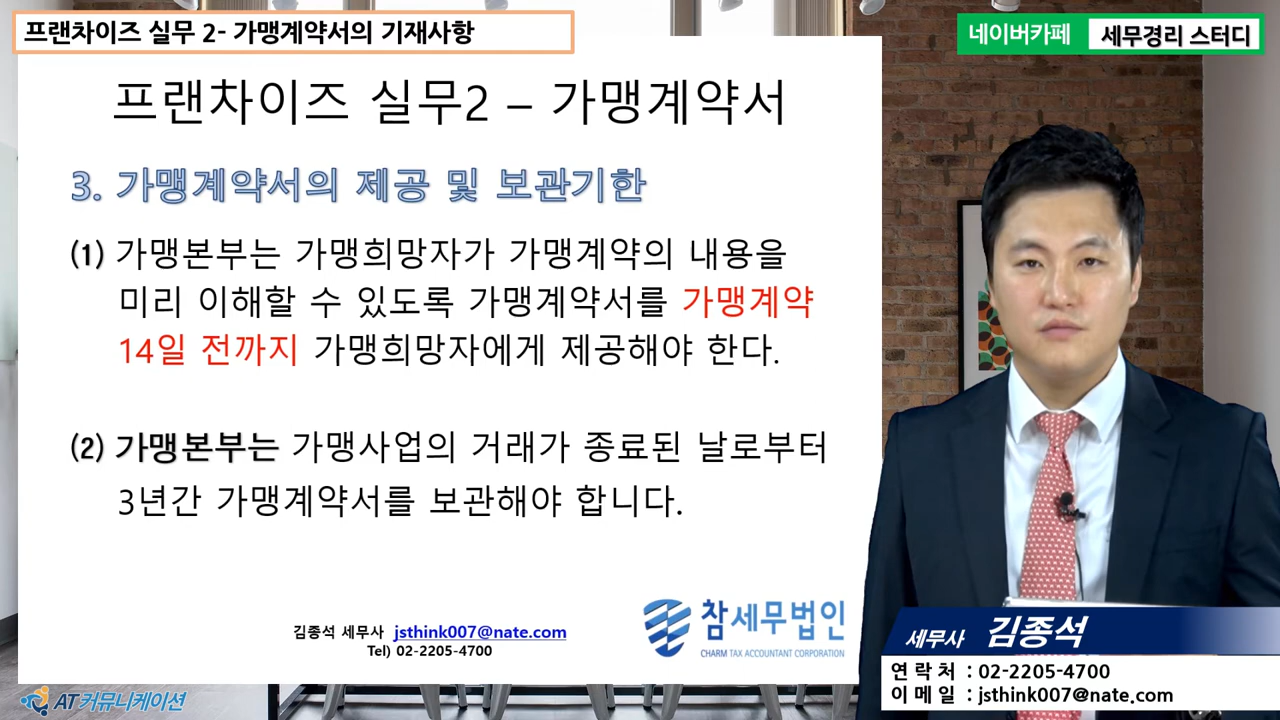 프랜차이즈 실무 2- 가맹계약서의 기재사항
네이버카페 세무경리 스터디
프랜차이즈 실무2 – 가맹계약서
3. 가맹계약서의 제공 및 보관기한
(1) 가맹본부는 가맹희망자가 가맹계약의 내용을
미리 이해할 수 있도록 가맹계약서를 가맹계약
14일 전까지 가맹희망자에게 제공해야 한다.
(2) 가맹본부는 가맹사업의 거래가 종료된 날로부터
3년간 가맹계약서를 보관해야 합니다.
김종석 세무사 jsthink007@nate.com
Tel) 02-2205-4700
참세무법인
CHARM TAX ACCOUNTANT CORPORATION
세무사 김종석
연 락 처 : 02-2205-4700
이 메 일 : jsthink007@nate.com
AT커뮤니케이션